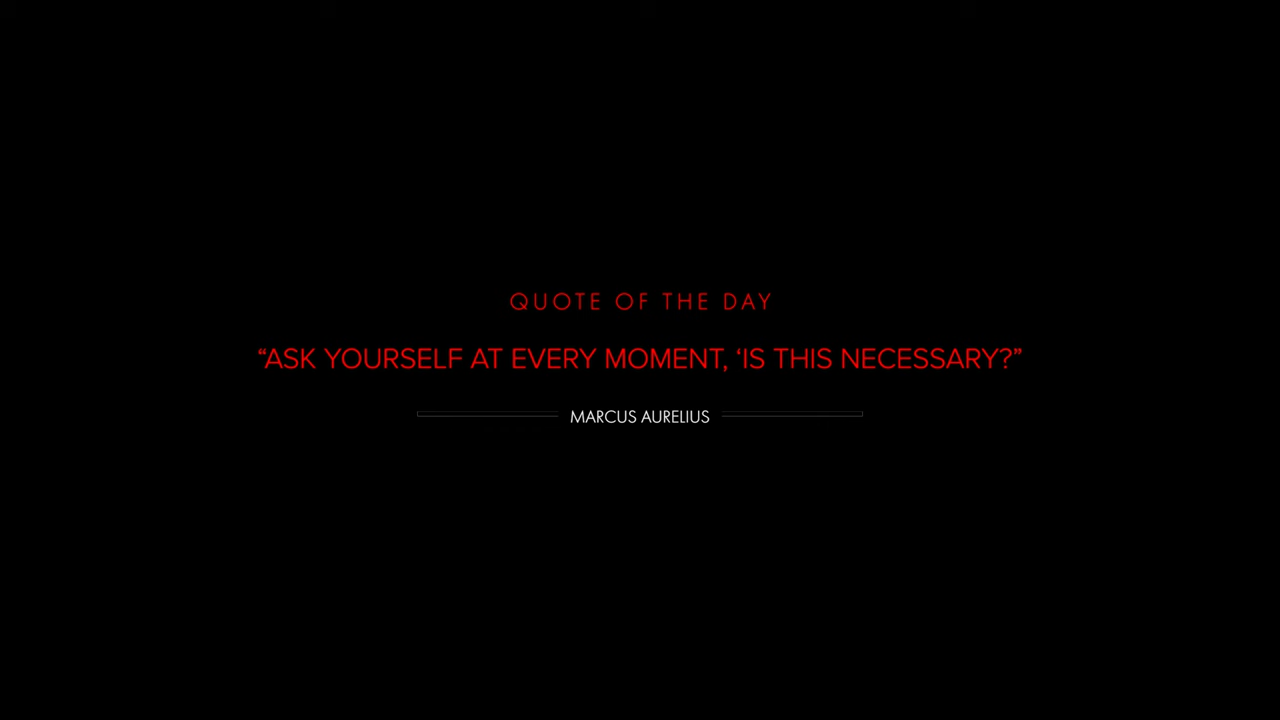 QUOTE OF THE DAY
“ASK YOURSELF AT EVERY MOMENT, ‘IS THIS NECESSARY?”
MARCUS AURELIUS